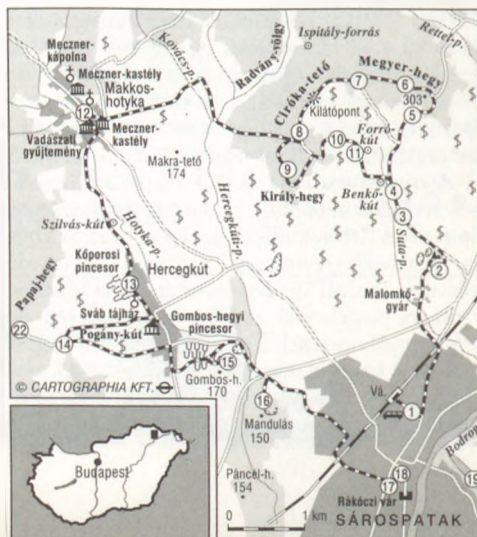 Meczner-
kápolna
Meczner-kastély
Makkos-
hotyka
12
Vadászati
gyűjtemény
Meczner-
kastély
Kovács-p.
Radvány-völgy
Ispitály-forrás
Rettel-p.
Ciróka-tető
7
Megyer-hegy
6
303
5
Kilátópont
8
Makra-tető
174
9
10
11
Forró-
kút
Király-hegy
Benkő-
kút
4
3
Suta-p.
2
Malomkő-
gyár
Szilvás-kút
Hotyka-p.
Hercegkúti-p.
Kőporosi
pincesor
Hercegkút
13
Papaj-hegy
Sváb tájház
Gombos-hegyi
pincesor
22
14
Pogány-kút
15
Gombos-h.
170
16
Mandulás
150
Vá.
1
Bodrog
© CARTOGRAPHIA KFT.
Budapest
Páncél-h.
154
18
17
19
Rákóczi vár
0 1 km
SÁROSPATAK